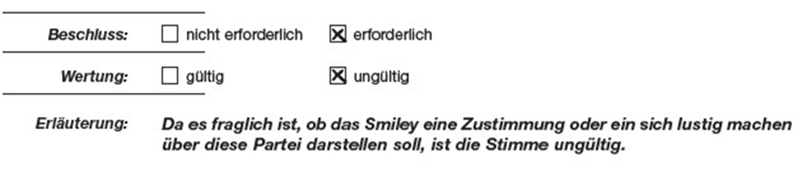 Beschluss: nicht erforderlich erforderlich
Wertung: gültig ungültig
Erläuterung: Da es fraglich ist, ob das Smiley eine Zustimmung oder ein sich lustig machen
über diese Partei darstellen soll, ist die Stimme ungültig.